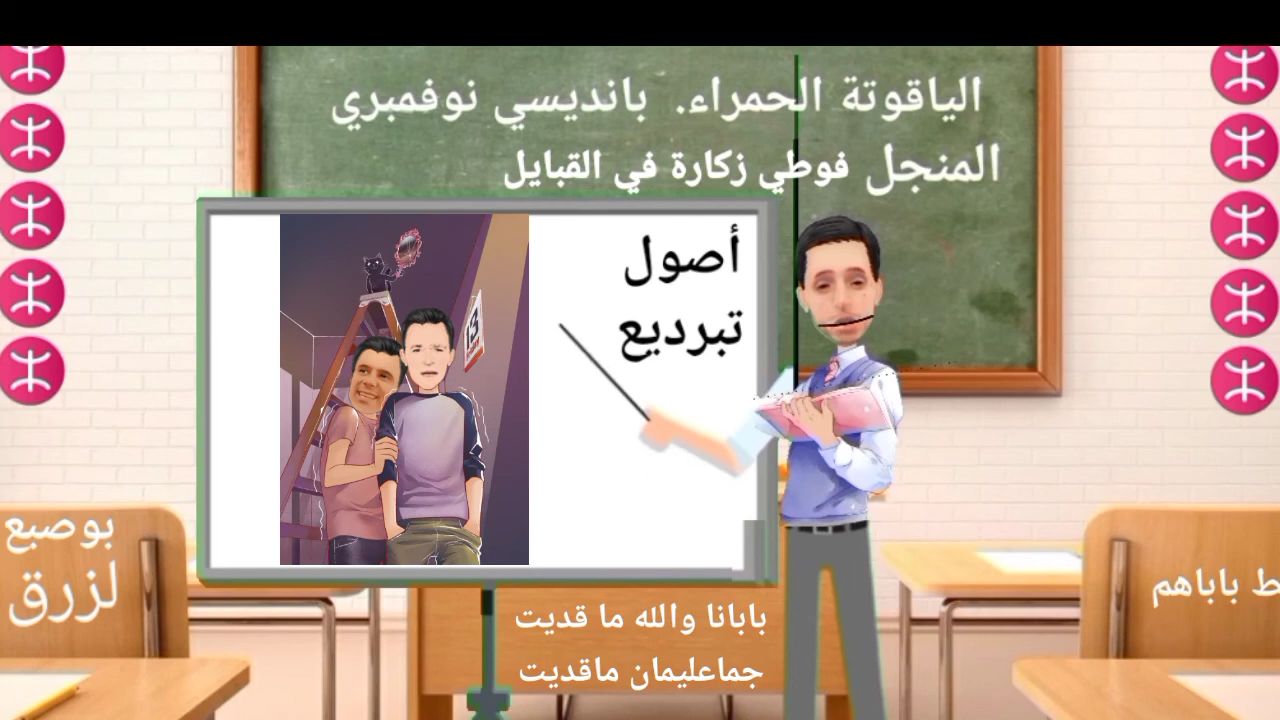 الياقوتة الحمراء. بانديسي نوفمبري
المنجل فوطي زكارة في القبايل
أصول
تبرديع
13
بوصبع
لزرق
ط باباهم
بابانا والله ما قديت
جماعليمان ماقديت